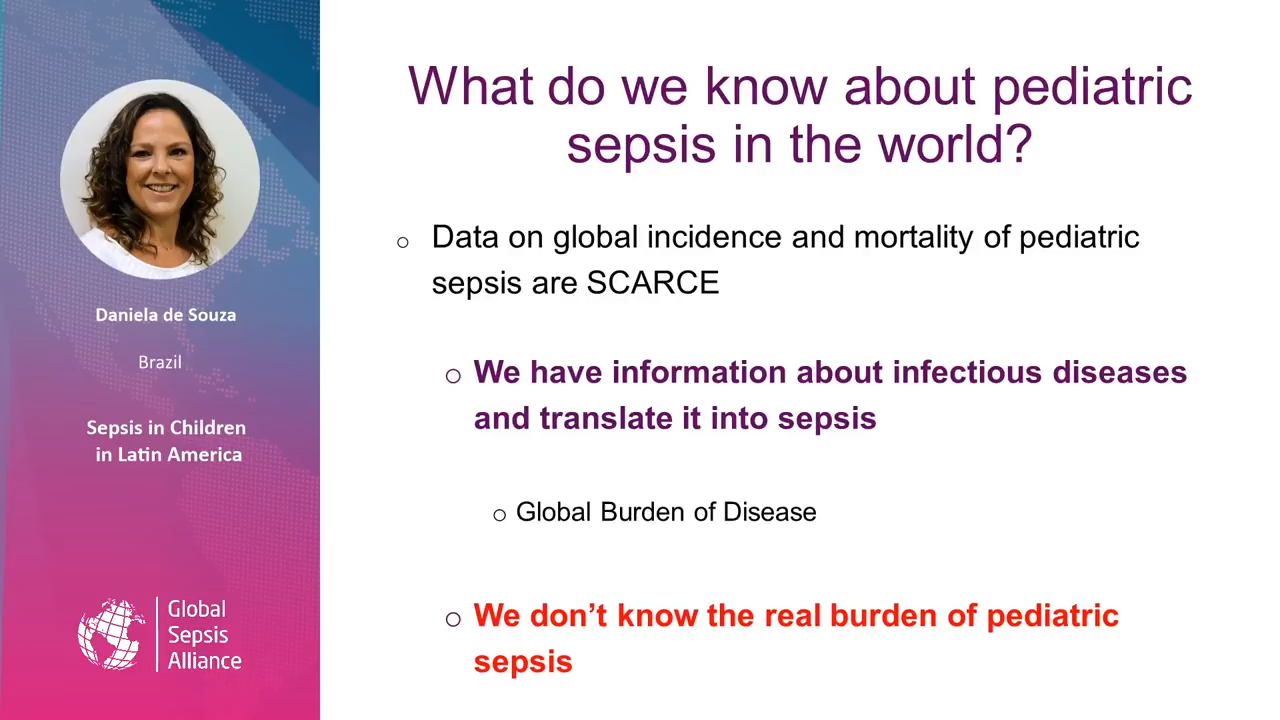 Daniela de Souza
Brazil
Sepsis in Children
in Latin America
Global
Sepsis
Alliance
What do we know about pediatric
sepsis in the world?
o Data on global incidence and mortality of pediatric
sepsis are SCARCE
o We have information about infectious diseases
and translate it into sepsis
o Global Burden of Disease
o We don’t know the real burden of pediatric
sepsis